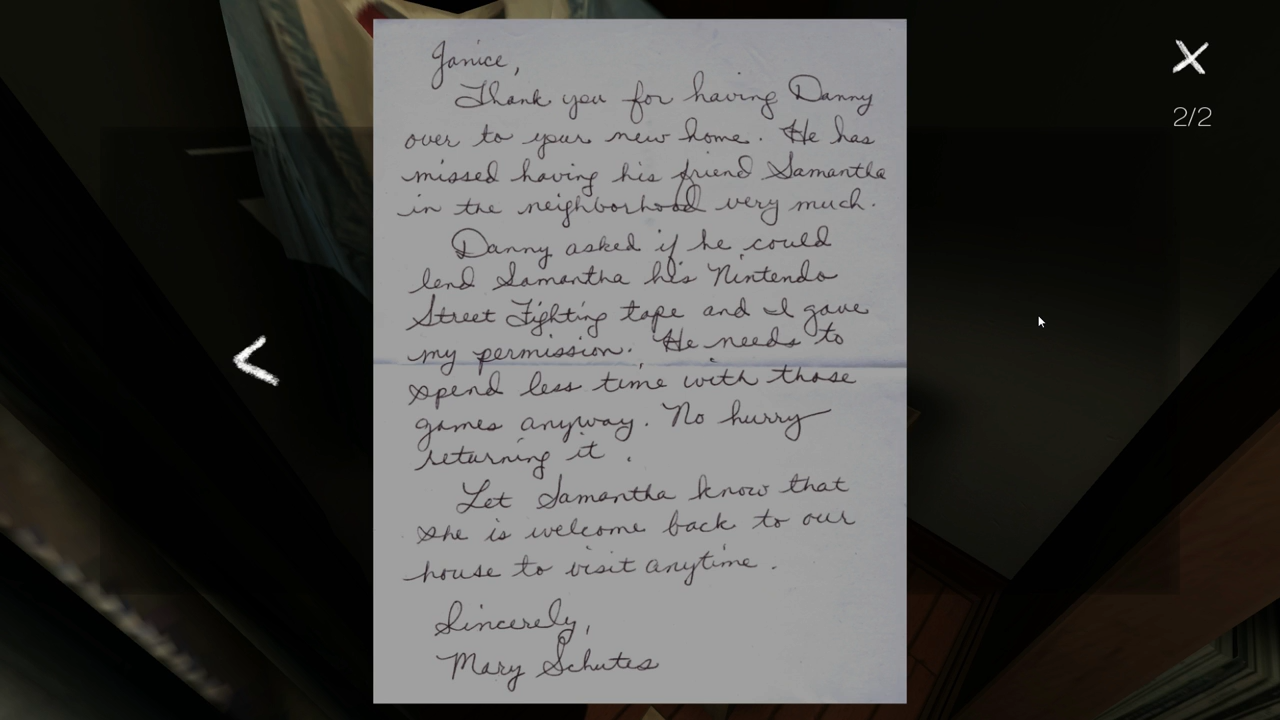 Janice,
Thank you for having Danny
over to your new home. He has
missed having his friend Samantha
in the neighborhood very much.
Danny asked if he could
lend Samantha his Nintendo
Street Fighting tape and I gave
my permission. He needs to
spend less time with those
games anyway. No hurry
returning it.
Let Samantha know that
she is welcome back to our
house to visit anytime.
Sincerely,
Mary Schutes
2/2